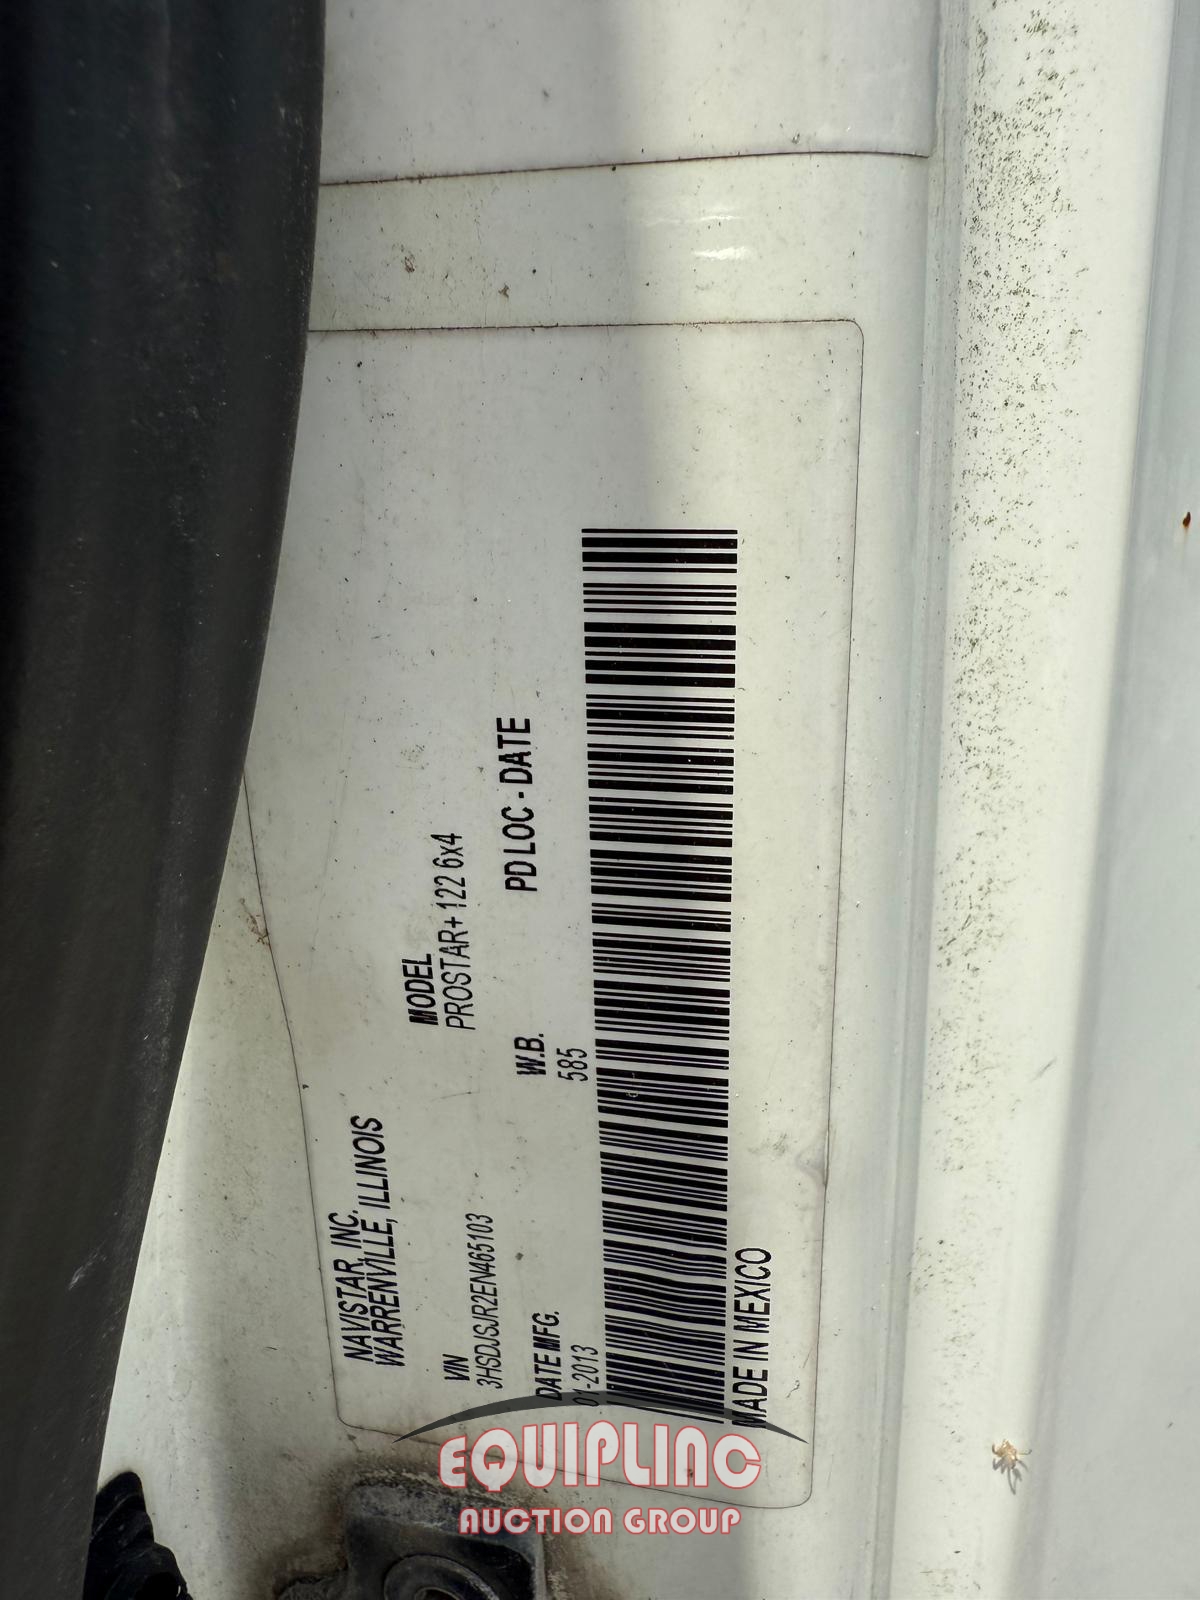 NAVISTAR, INC.
WARRENVILLE, ILLINOIS
MODEL
PROSTAR+ 122 6x4
VIN
3HSDJSJR2EN465103
W.B.
585
PD LOC - DATE
DATE MFG.
01-2013
MADE IN MEXICO
EQUIPLINC
AUCTION GROUP